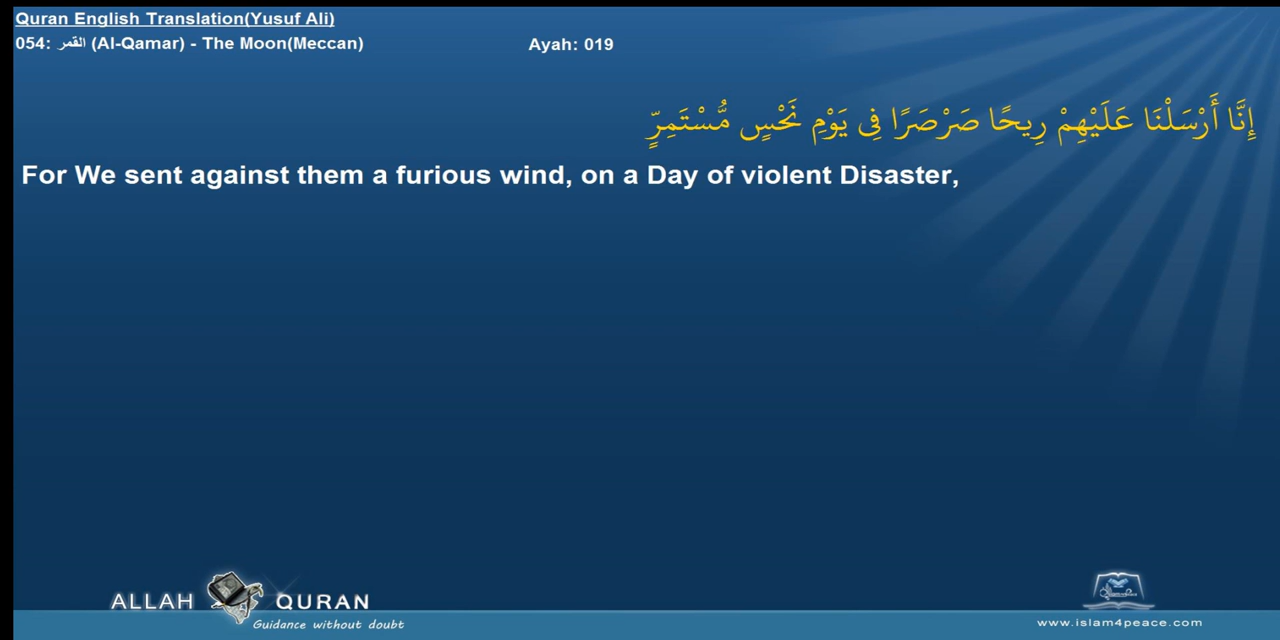 Quran English Translation(Yusuf Ali)
054: القمر (Al-Qamar) - The Moon(Meccan)
Ayah: 019
إِنَّا أَرْسَلْنَا عَلَيْهِمْ رِيحًا صَرْصَرًا فِى يَوْمِ نَحْسٍ مُّسْتَمِرٍّ
For We sent against them a furious wind, on a Day of violent Disaster,
ALLAH QURAN
Guidance without doubt
www.islam4peace.com